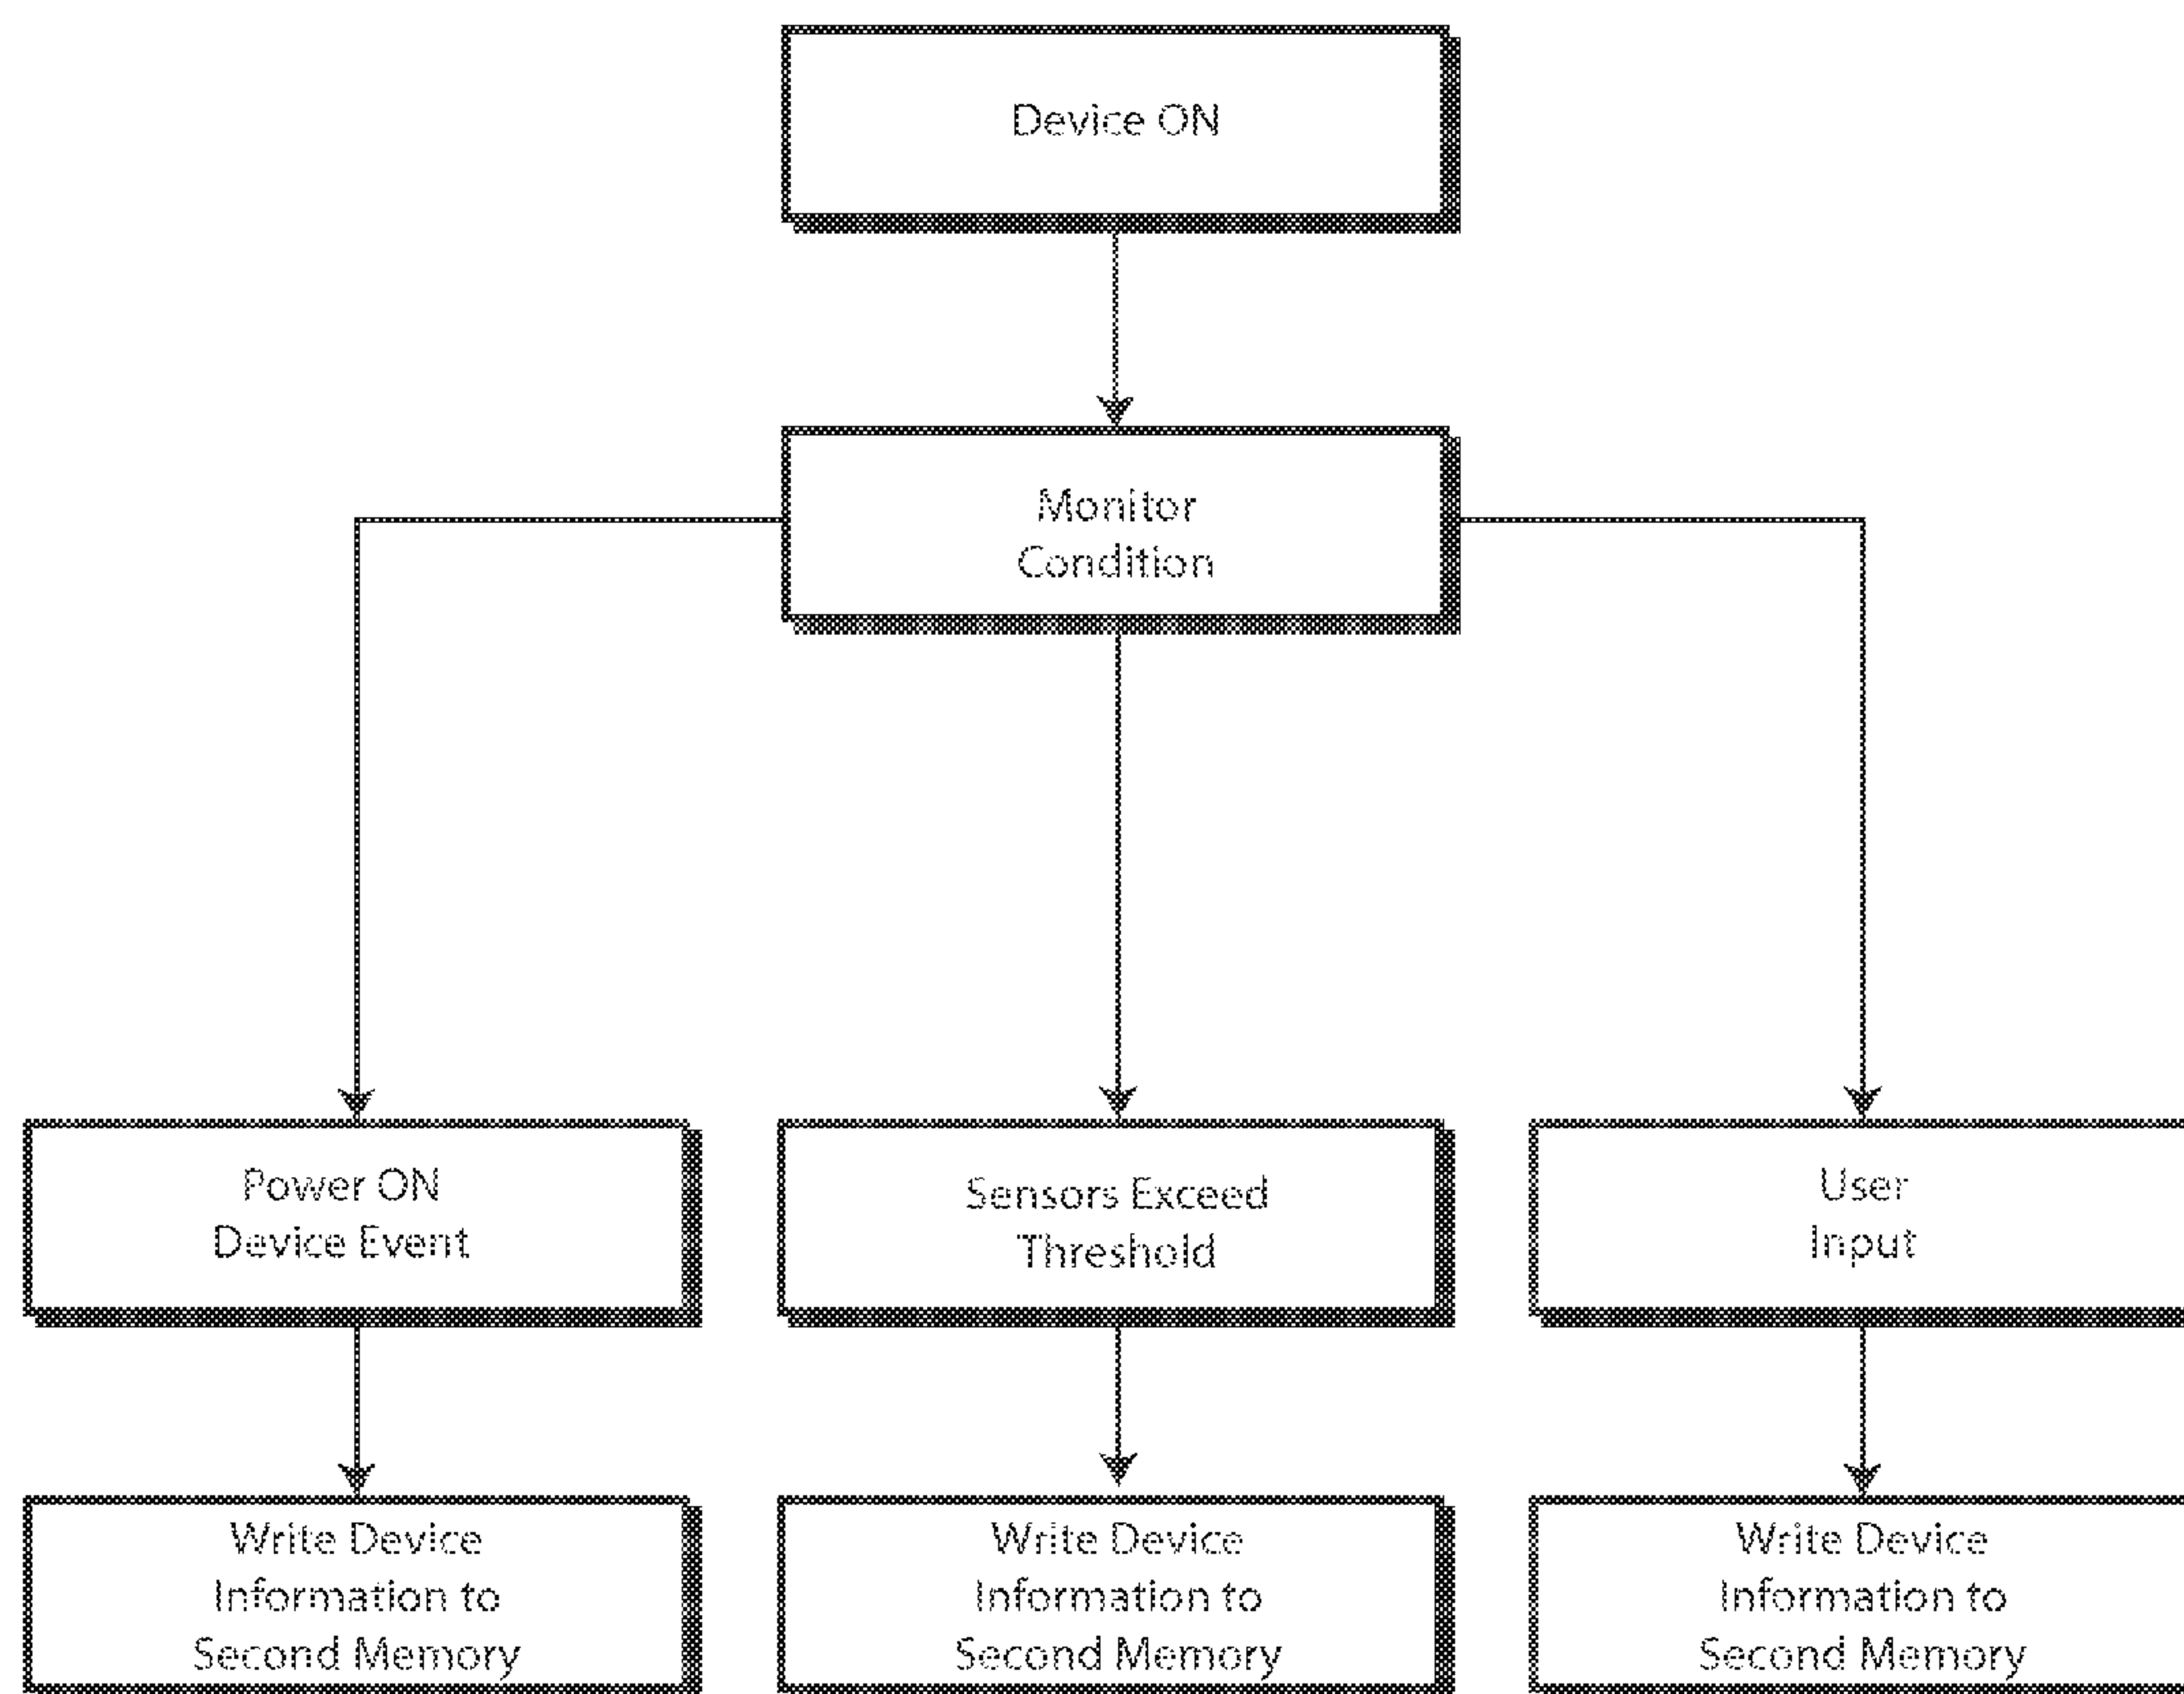 Device ON
Monitor
Condition
Power ON
Device Event
Sensors Exceed
Threshold
User
Input
Write Device
Information to
Second Memory
Write Device
Information to
Second Memory
Write Device
Information to
Second Memory